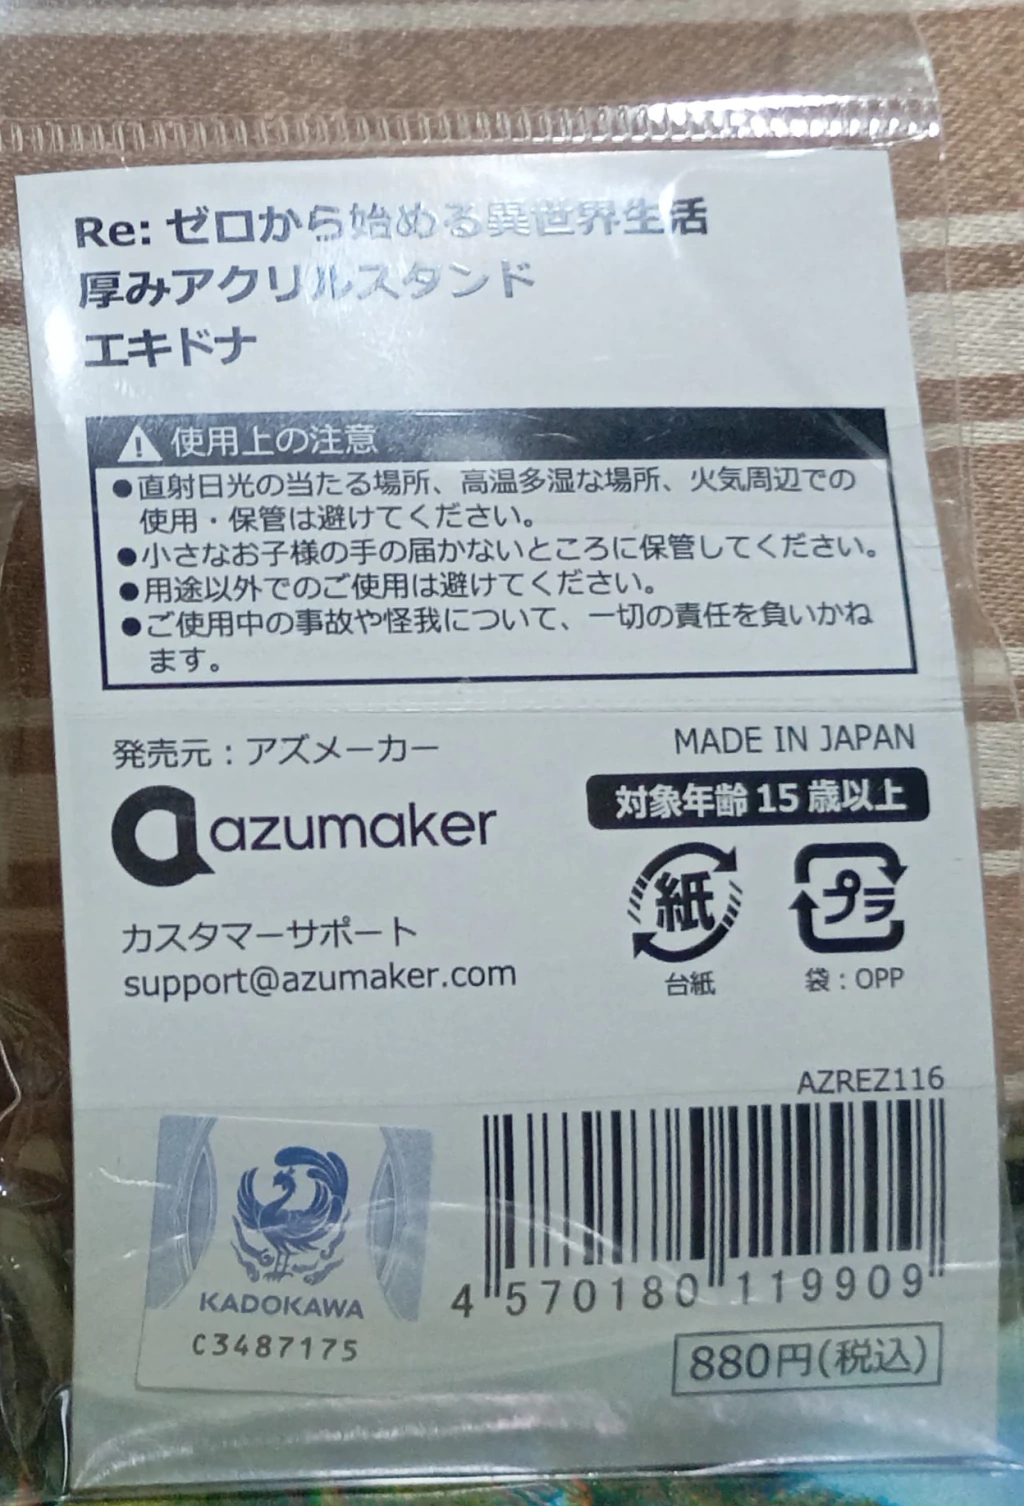 Re: ゼロから始める異世界生活
厚みアクリルスタンド
エキドナ
使用上の注意
●直射日光の当たる場所、高温多湿な場所、火気周辺での
使用・保管は避けてください。
●小さなお子様の手の届かないところに保管してください。
●用途以外でのご使用は避けてください。
●ご使用中の事故や怪我について、一切の責任を負いかね
ます。
発売元：アズメーカー
MADE IN JAPAN
対象年齢 15 歳以上
azumaker
紙
プラ
台紙
袋：OPP
カスタマーサポート
support@azumaker.com
AZREZ116
KADOKAWA
C3487175
4 570180 119909
880円(税込)